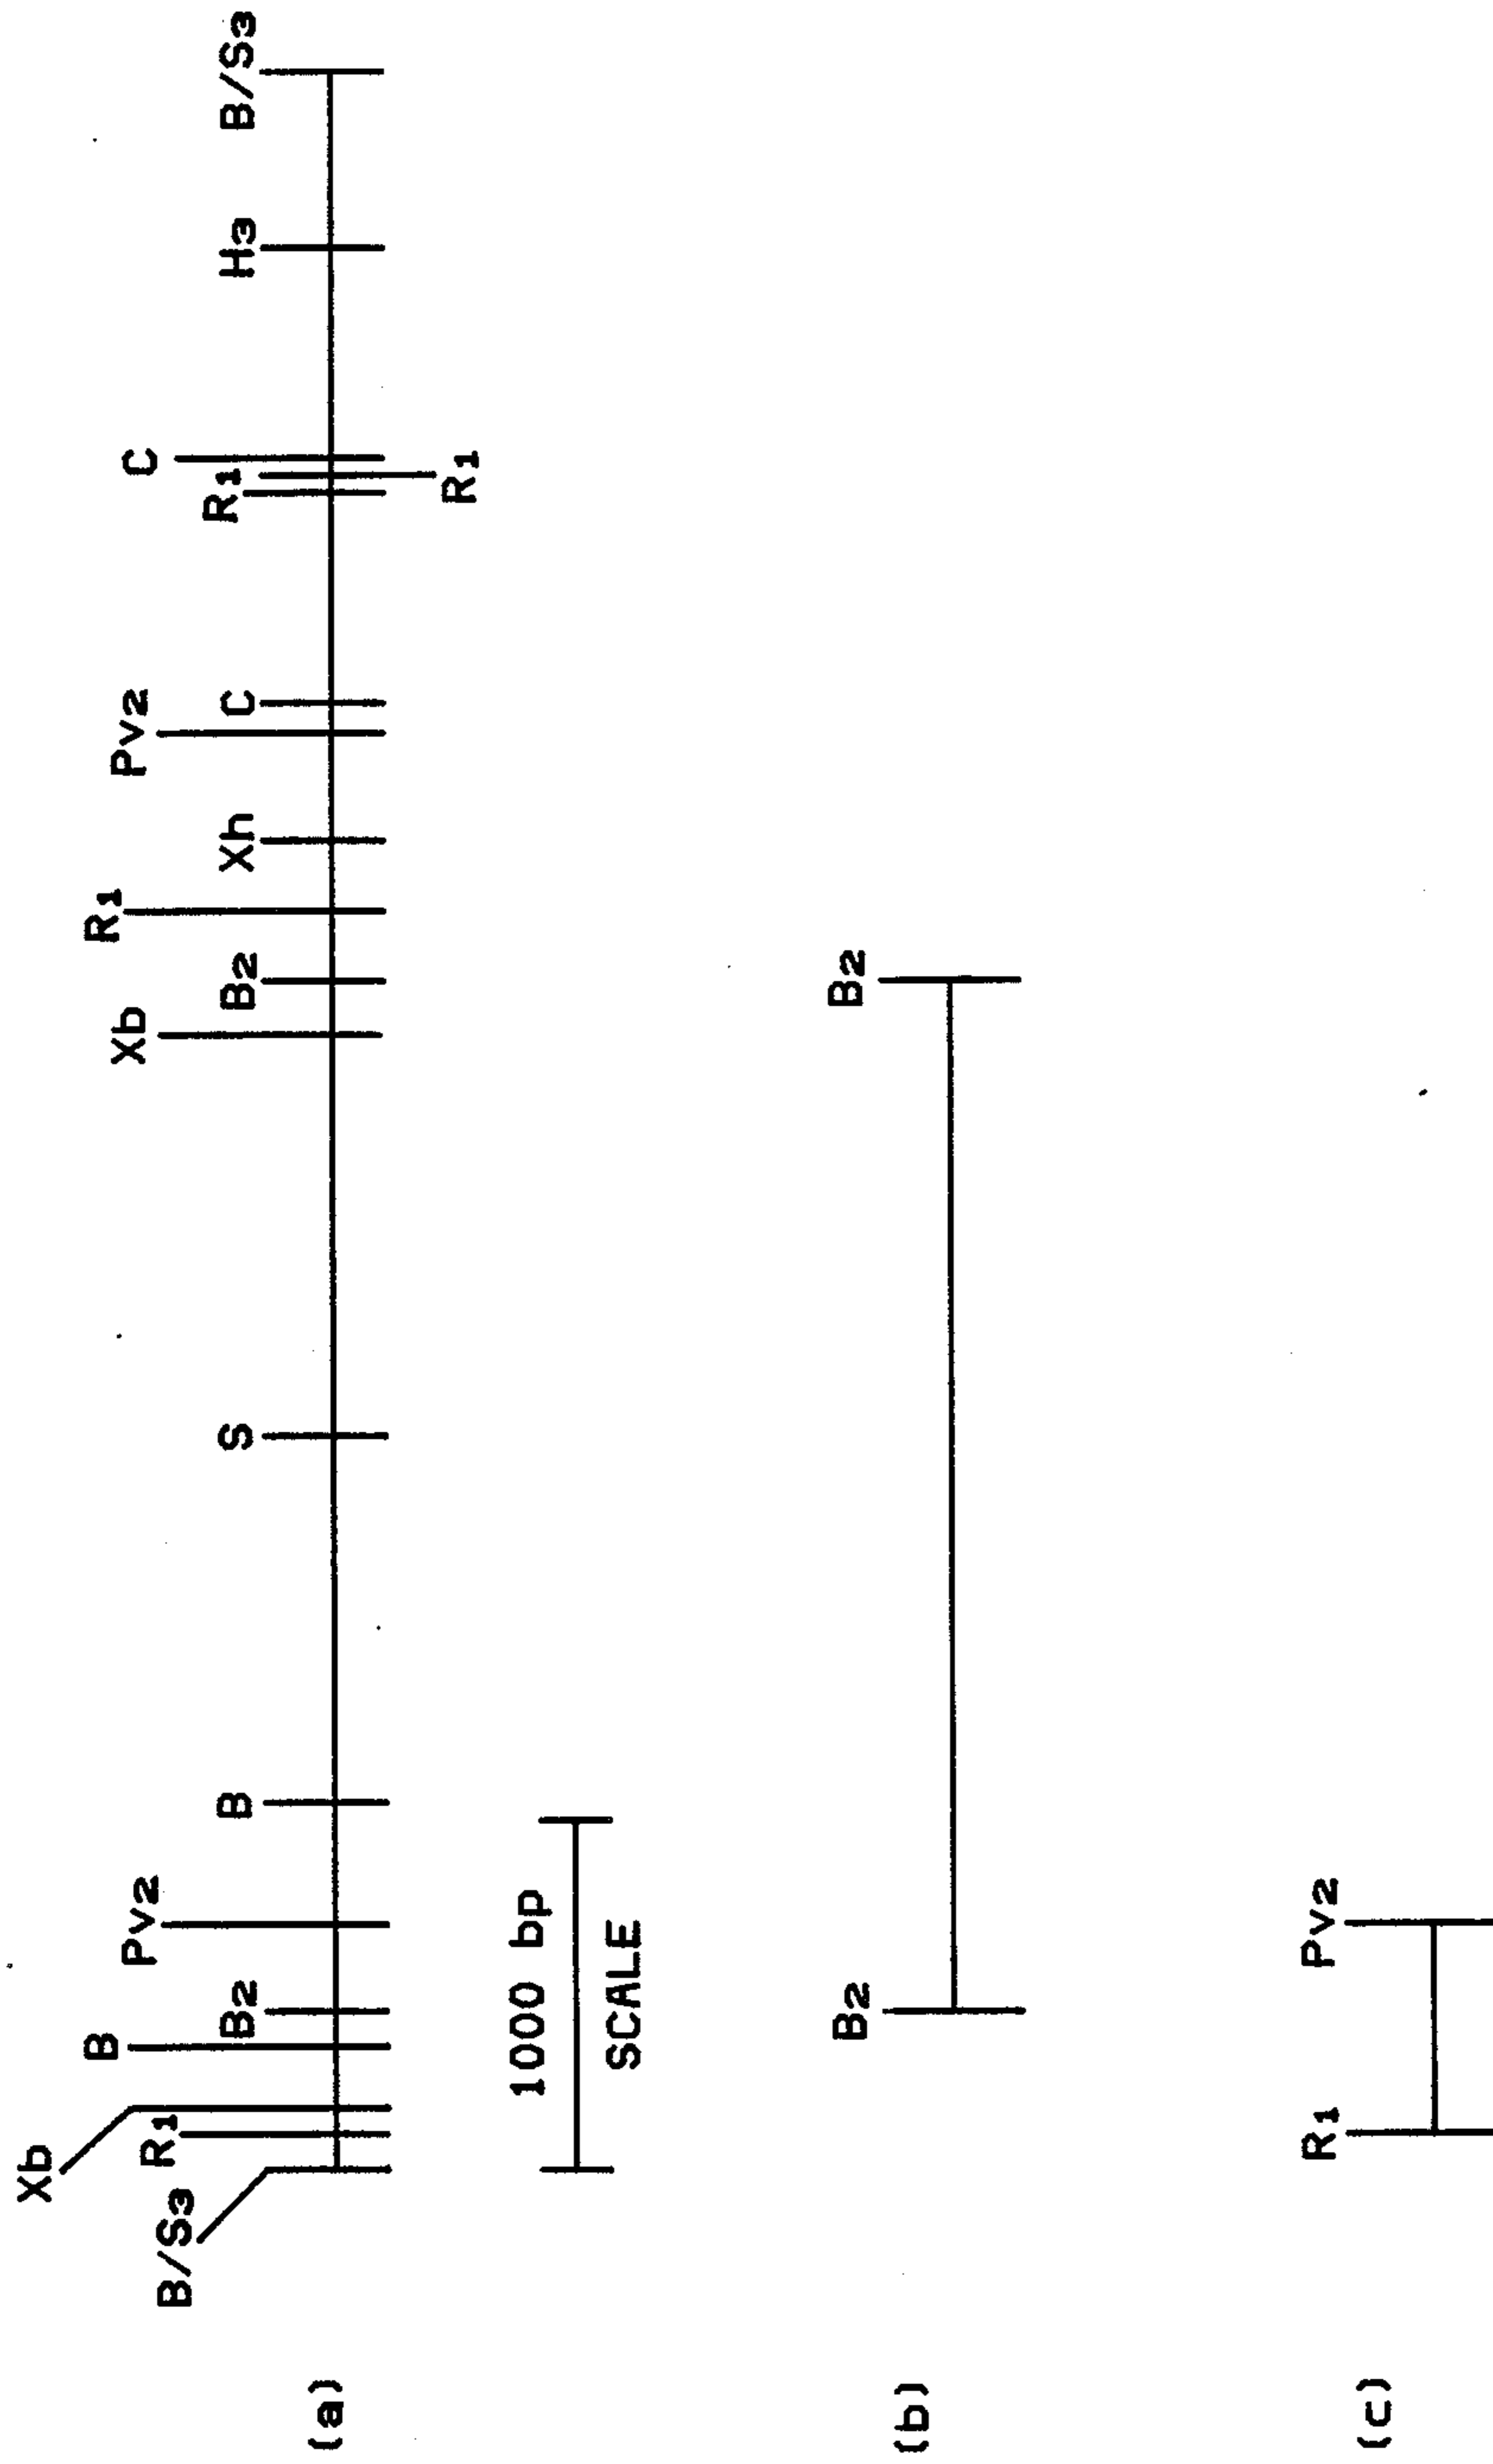 (a)
B/S3
Xb
R1
B
B2
Pv2
B
S
Xb
B2
R1
Xh
Pv2
C
R1
R1
C
H3
B/S3
1000 bp
SCALE
(b)
B2
B2
(c)
R1
Pv2